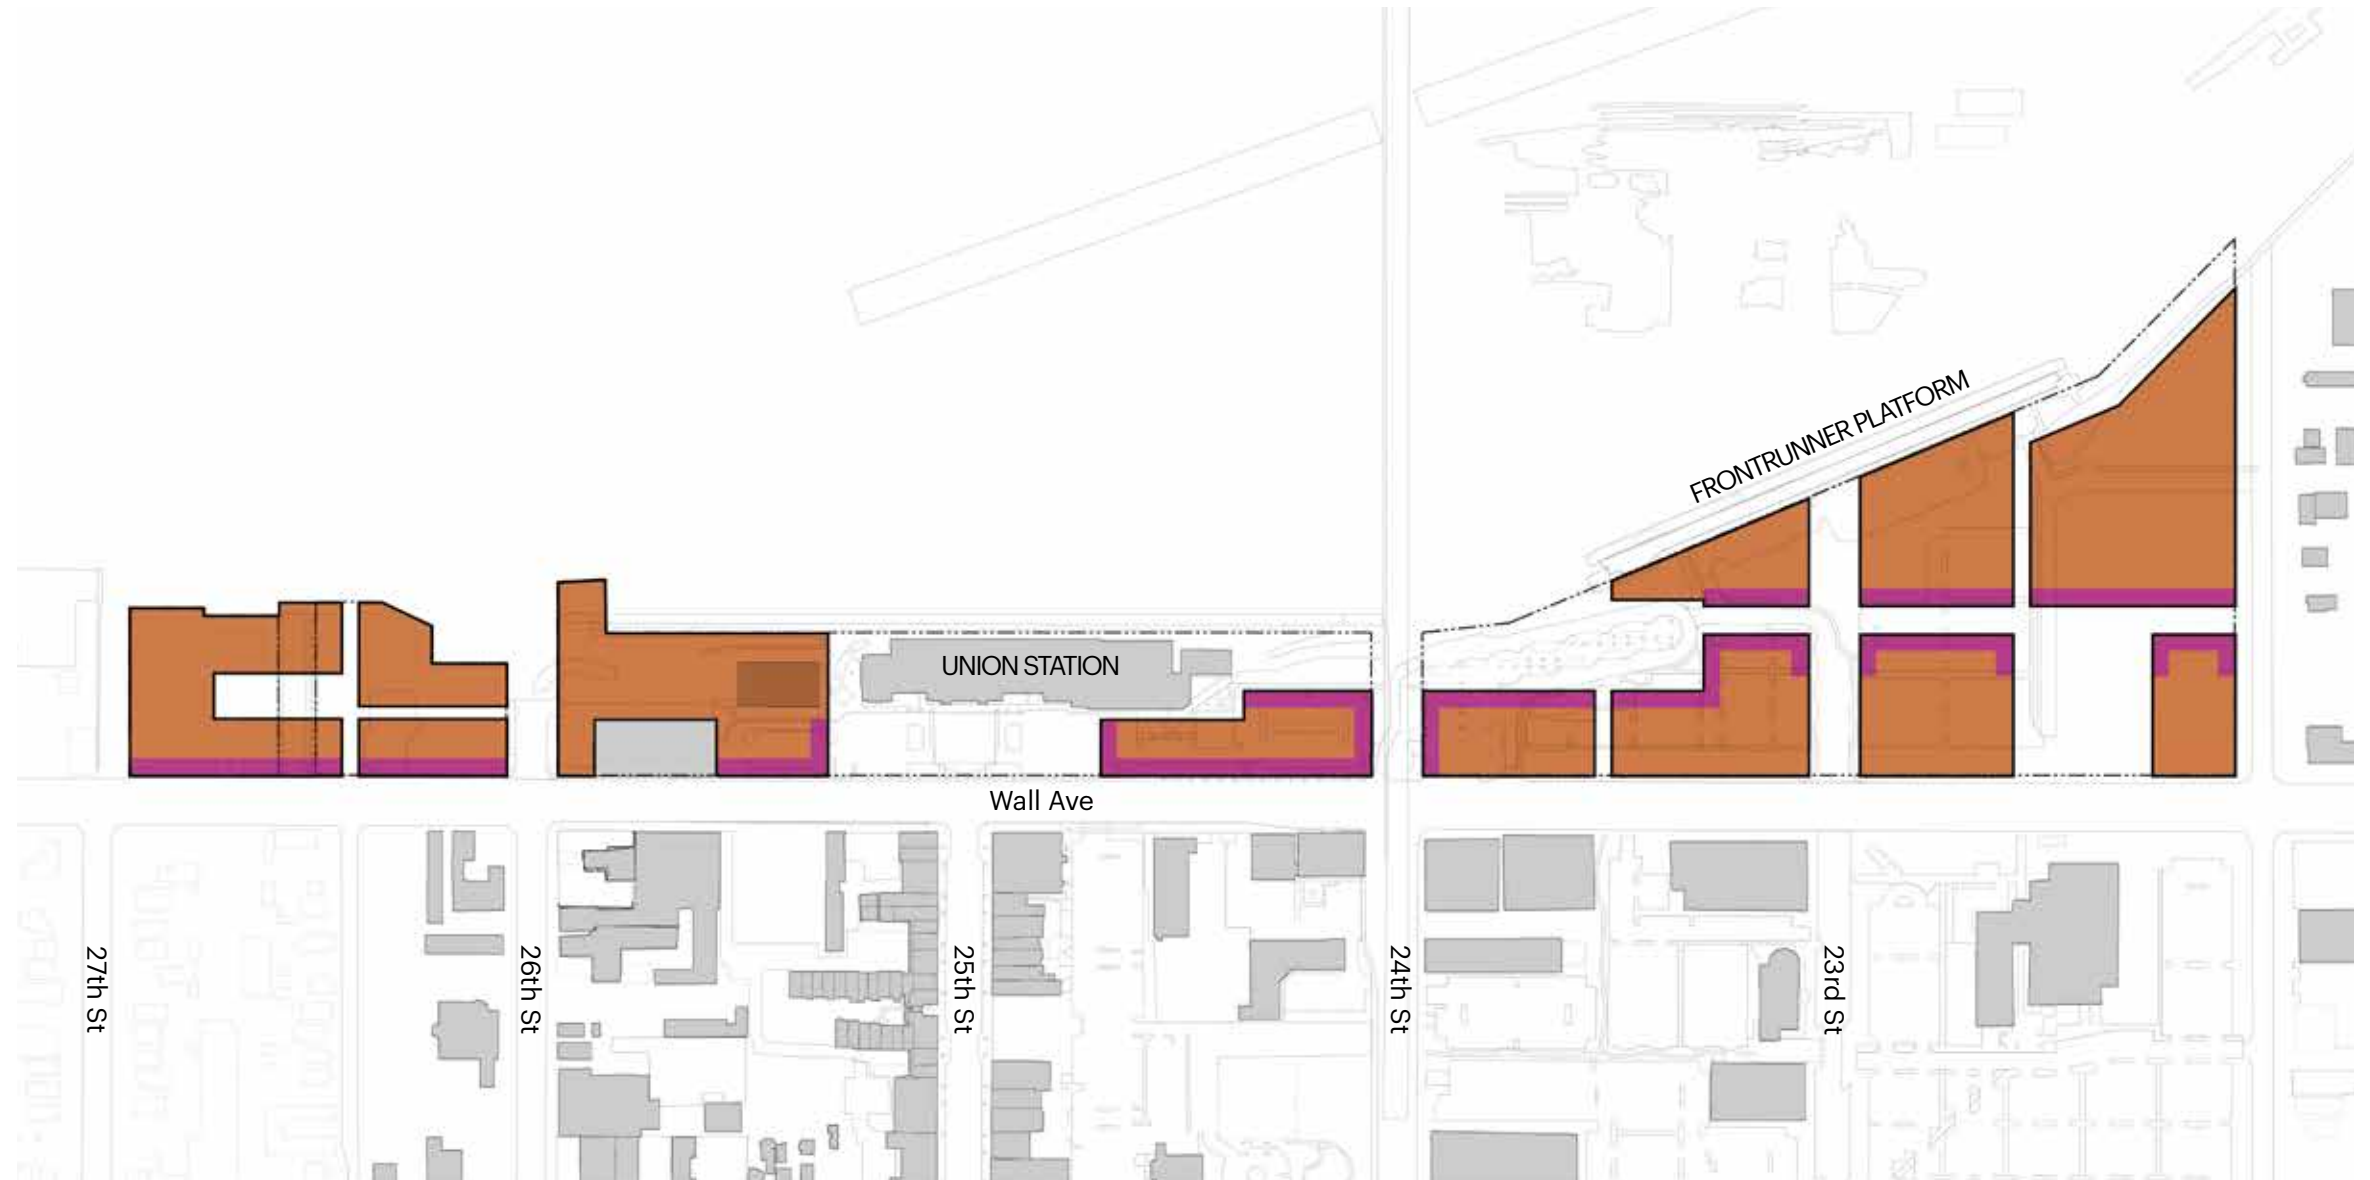 FRONTRUNNER PLATFORM
UNION STATION
Wall Ave
27th St
26th St
25th St
24th St
23rd St